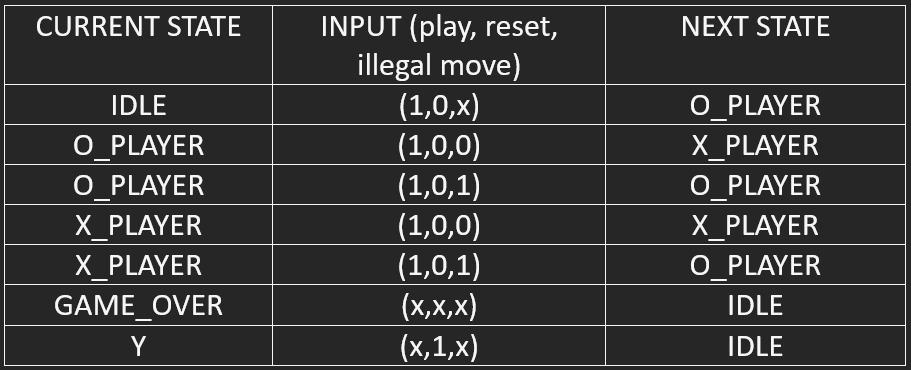 CURRENT STATE INPUT (play, reset, illegal move) NEXT STATE
IDLE (1,0,x) O_PLAYER
O_PLAYER (1,0,0) X_PLAYER
O_PLAYER (1,0,1) O_PLAYER
X_PLAYER (1,0,0) X_PLAYER
X_PLAYER (1,0,1) O_PLAYER
GAME_OVER (x,x,x) IDLE
Y (x,1,x) IDLE